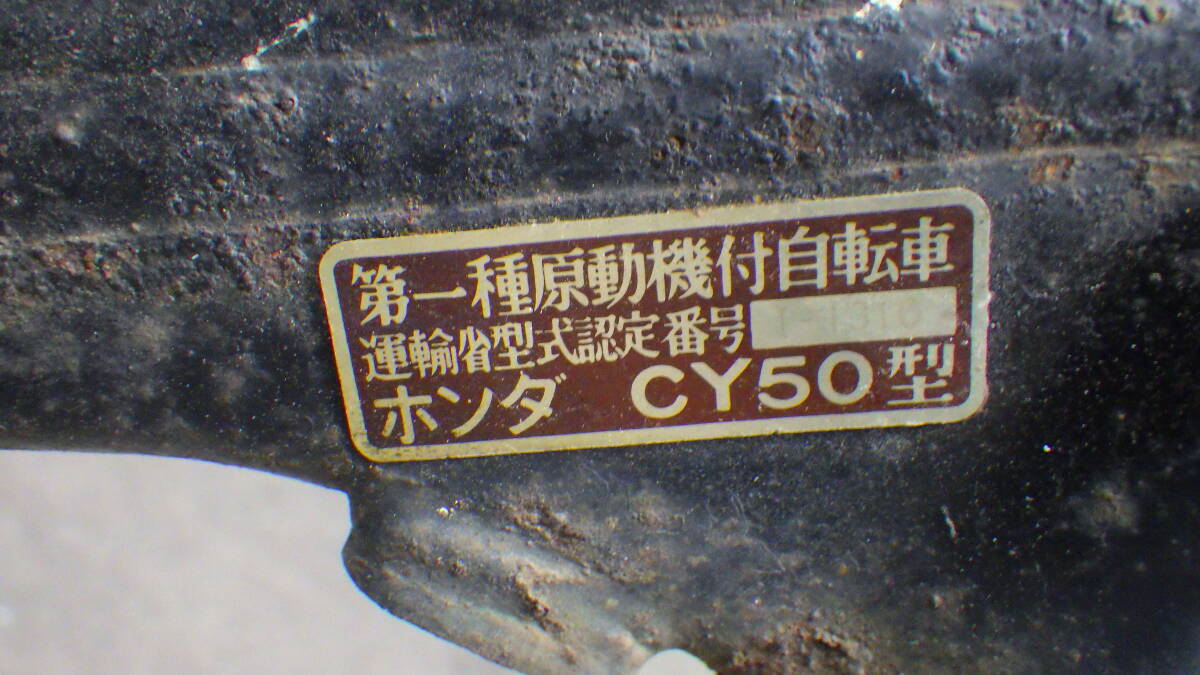 第一種原動機付自転車
運輸省型式認定番号
ホンダ CY50型